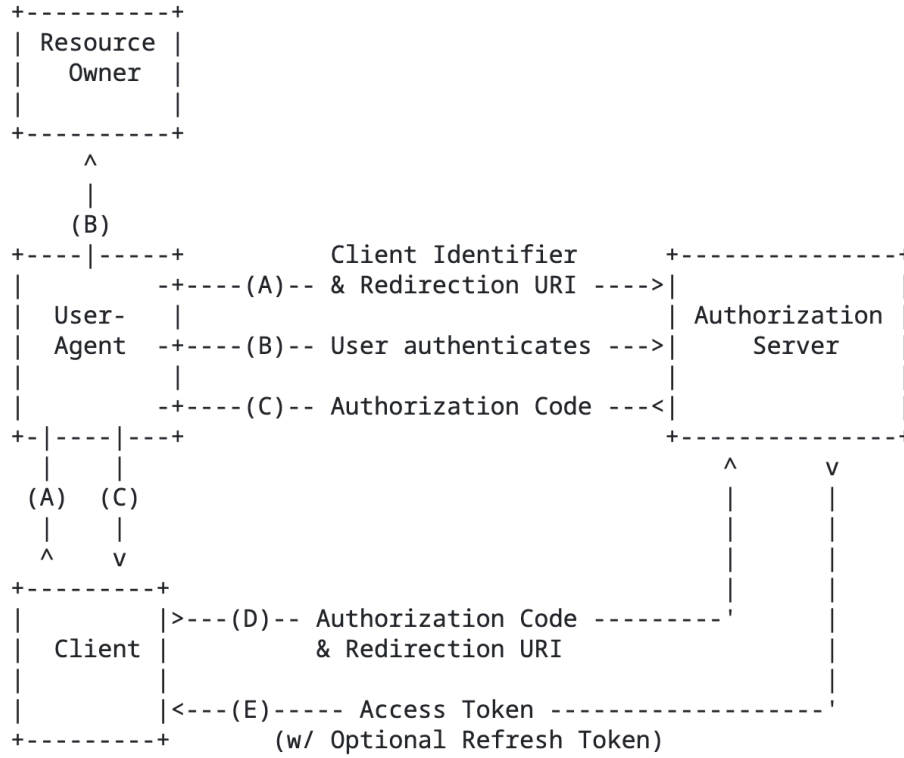 +----------+
| Resource |
|   Owner  |
|          |
+----------+
     ^
     |
    (B)
+----|-----+          Client Identifier      +---------------+
|         -+----(A)-- & Redirection URI ---->|               |
|  User-   |                                 | Authorization |
|  Agent  -+----(B)-- User authenticates --->|     Server    |
|          |                                 |               |
|         -+----(C)-- Authorization Code ---<|               |
+-|----|---+                                 +---------------+
  |    |                                         ^      v
 (A)  (C)                                        |      |
  |    |                                         |      |
  ^    v                                         |      |
+---------+                                      |      |
|         |>---(D)-- Authorization Code ---------'      |
|  Client |          & Redirection URI                  |
|         |                                             |
|         |<---(E)----- Access Token -------------------'
+---------+       (w/ Optional Refresh Token)